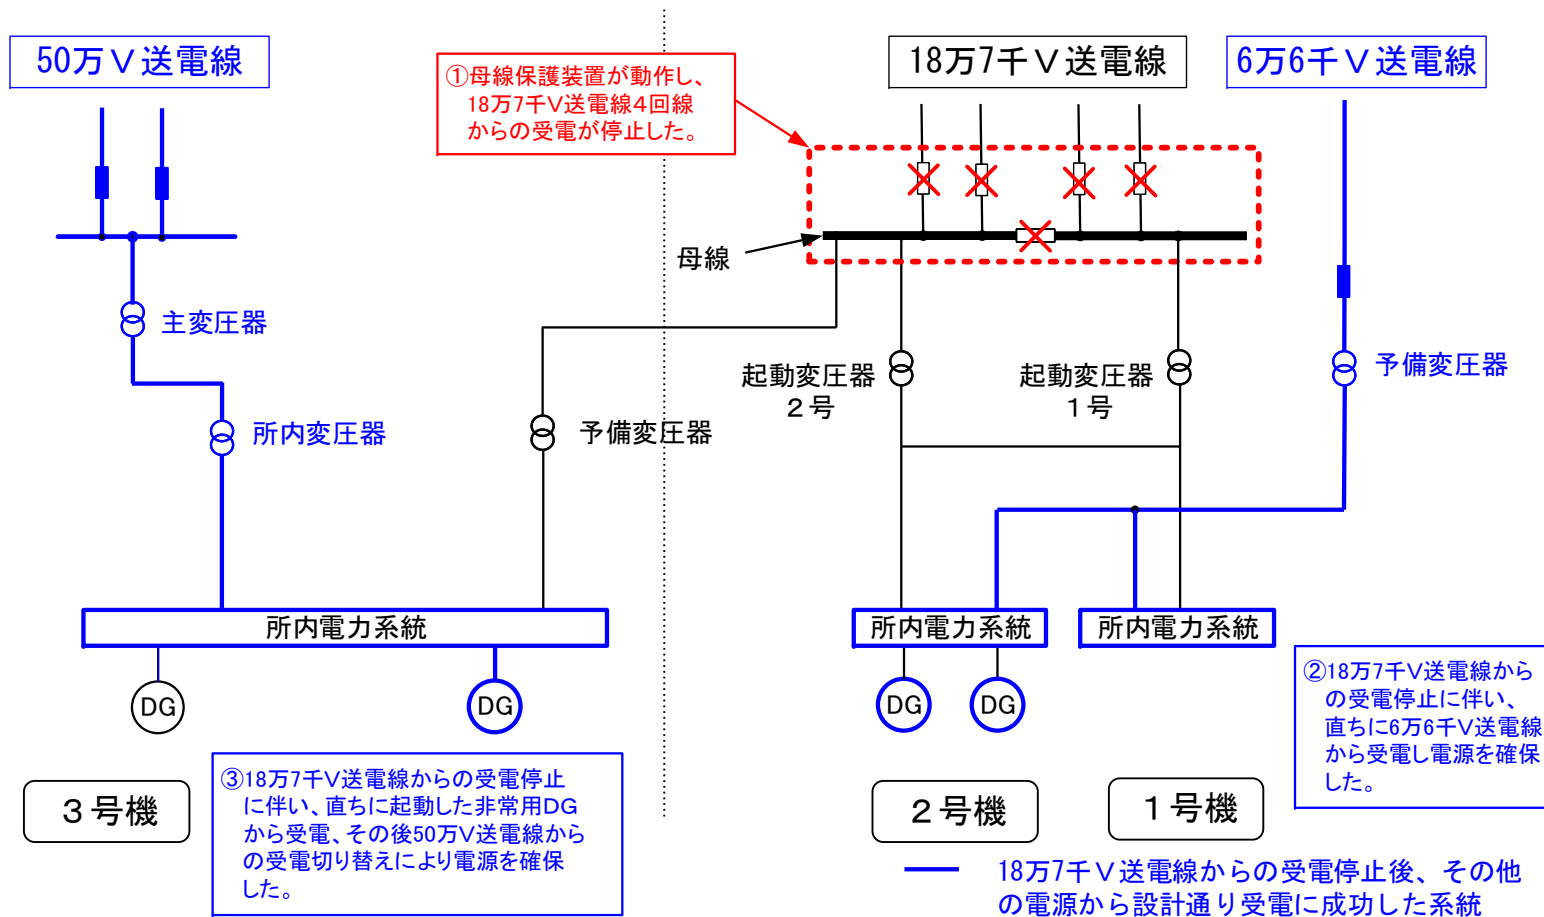 50万V送電線
①母線保護装置が動作し、
18万7千V送電線4回線
からの受電が停止した。
18万7千V送電線
6万6千V送電線
母線
主変圧器
所内変圧器
予備変圧器
起動変圧器
2号
起動変圧器
1号
予備変圧器
所内電力系統
所内電力系統
所内電力系統
DG
DG
DG
DG
②18万7千V送電線から
の受電停止に伴い、
直ちに6万6千V送電線
から受電し電源を確保
した。
③18万7千V送電線からの受電停止
に伴い、直ちに起動した非常用DG
から受電、その後50万V送電線から
の受電切り替えにより電源を確保
した。
3号機
2号機
1号機
18万7千V送電線からの受電停止後、その他
の電源から設計通り受電に成功した系統